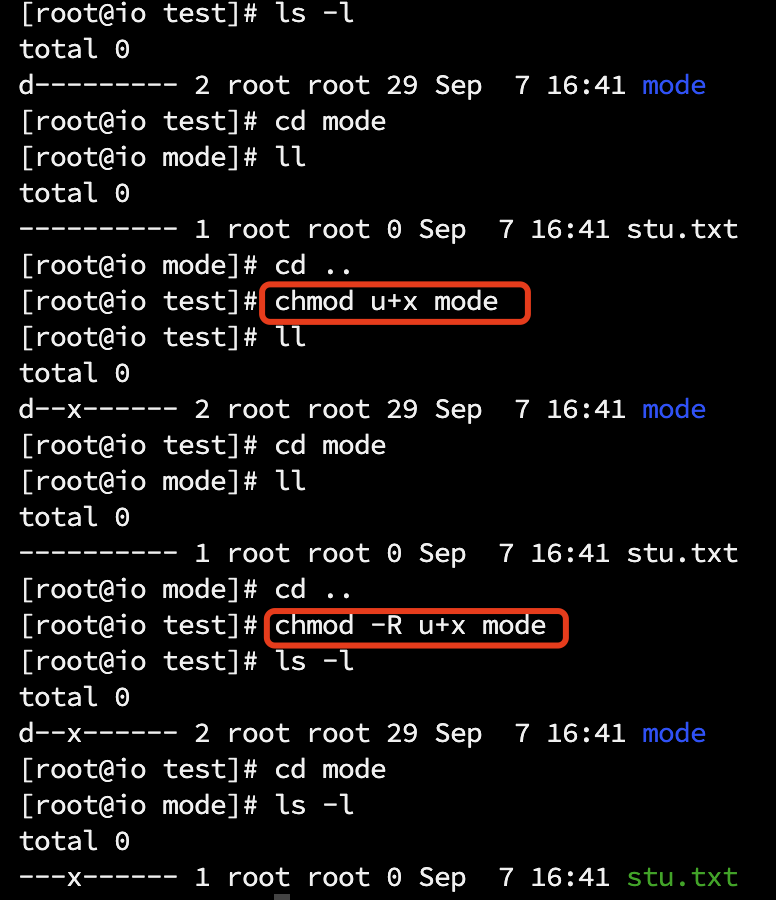 [root@io test]# ls -l
total 0
d--------- 2 root root 29 Sep  7 16:41 mode
[root@io test]# cd mode
[root@io mode]# ll
total 0
---------- 1 root root 0 Sep  7 16:41 stu.txt
[root@io mode]# cd ..
[root@io test]# chmod u+x mode
[root@io test]# ll
total 0
d--x------ 2 root root 29 Sep  7 16:41 mode
[root@io test]# cd mode
[root@io mode]# ll
total 0
---------- 1 root root 0 Sep  7 16:41 stu.txt
[root@io mode]# cd ..
[root@io test]# chmod -R u+x mode
[root@io test]# ls -l
total 0
d--x------ 2 root root 29 Sep  7 16:41 mode
[root@io test]# cd mode
[root@io mode]# ls -l
total 0
---x------ 1 root root 0 Sep  7 16:41 stu.txt